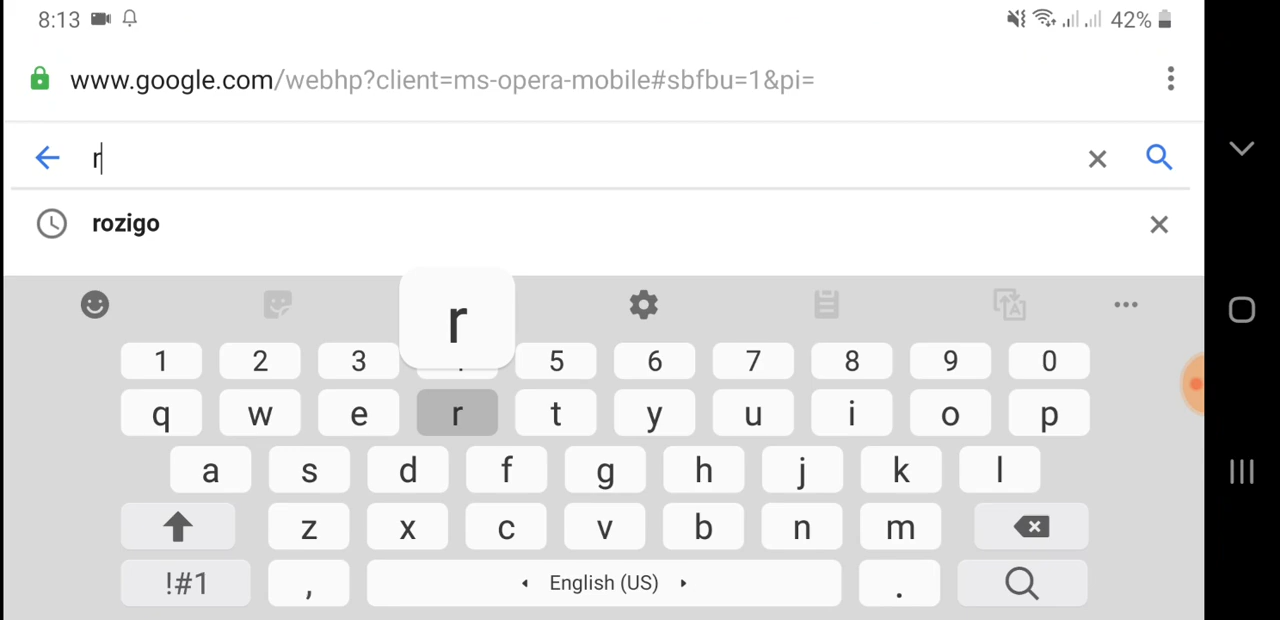 8:13 42%
www.google.com/webhp?client=ms-opera-mobile#sbfbu=1&pi=
r
rozigo
r
1 2 3 5 6 7 8 9 0
q w e r t y u i o p
a s d f g h j k l
z x c v b n m
!#1 , English (US) .